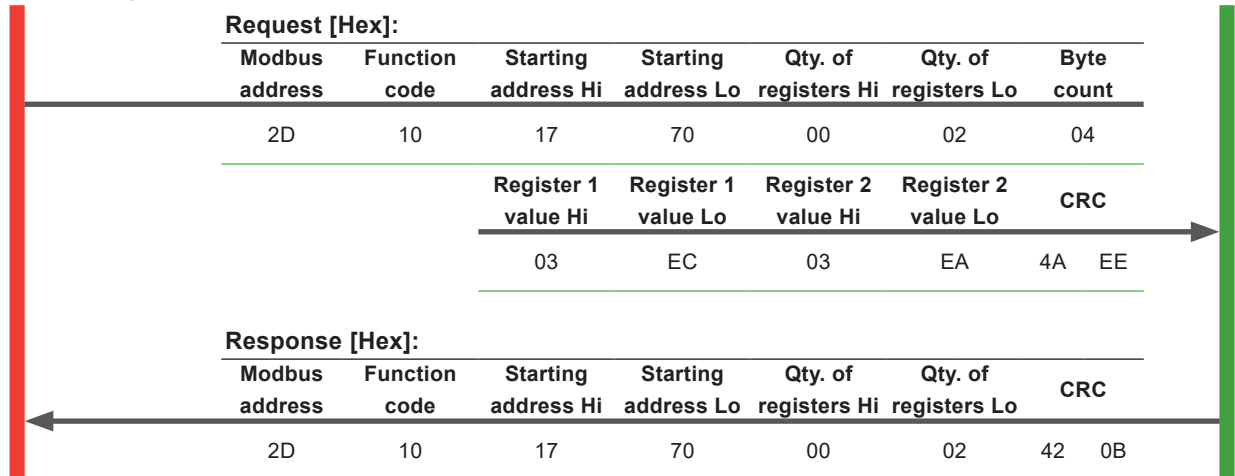 Request [Hex]:
Modbus Function Starting Starting Qty. of Qty. of Byte
address code address Hi address Lo registers Hi registers Lo count
2D 10 17 70 00 02 04
Register 1 Register 1 Register 2 Register 2 CRC
value Hi value Lo value Hi value Lo
03 EC 03 EA 4A EE
Response [Hex]:
Modbus Function Starting Starting Qty. of Qty. of CRC
address code address Hi address Lo registers Hi registers Lo
2D 10 17 70 00 02 42 0B